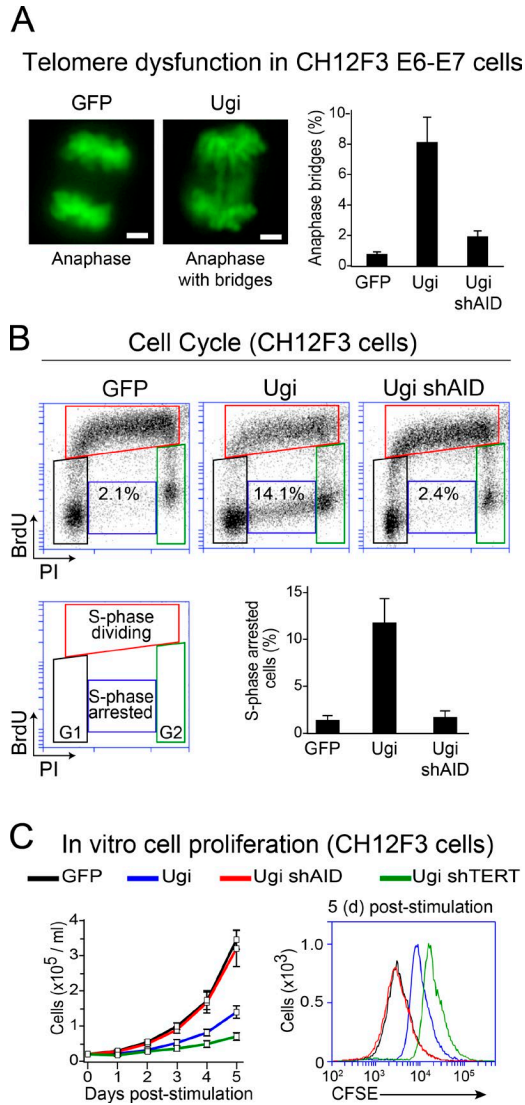 A
Telomere dysfunction in CH12F3 E6-E7 cells
GFP
Ugi
Anaphase
Anaphase
with bridges
Anaphase bridges (%)
10
8
6
4
2
0
GFP
Ugi
Ugi
shAID
B
Cell Cycle (CH12F3 cells)
GFP
Ugi
Ugi shAID
2.1%
14.1%
2.4%
BrdU
PI
S-phase
dividing
S-phase
arrested
G1
G2
BrdU
PI
S-phase arrested
cells (%)
15
10
5
0
GFP
Ugi
Ugi
shAID
C
In vitro cell proliferation (CH12F3 cells)
GFP
Ugi
Ugi shAID
Ugi shTERT
Cells (x10⁵ / ml)
4
3
2
1
0
0 1 2 3 4 5
Days post-stimulation
5 (d) post-stimulation
Cells (x10³)
1.0
0.5
0
10² 10³ 10⁴ 10⁵
CFSE